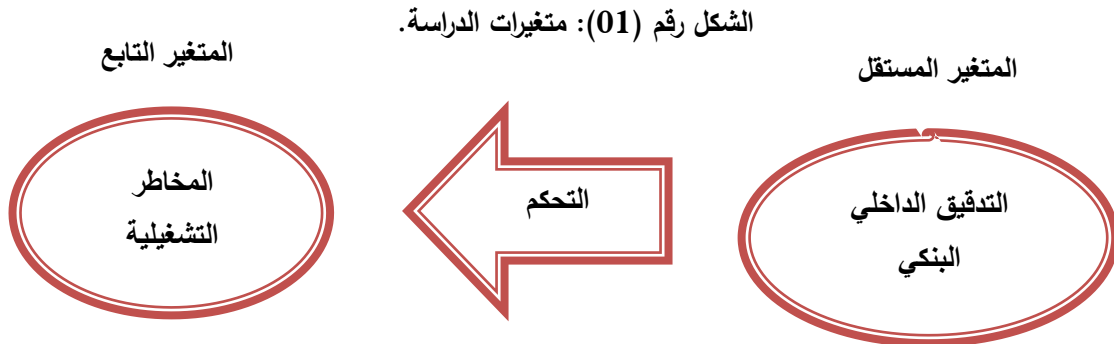 الشكل رقم (01): متغيرات الدراسة.
المتغير المستقل
المتغير التابع
التدقيق الداخلي
البنكي
التحكم
المخاطر
التشغيلية